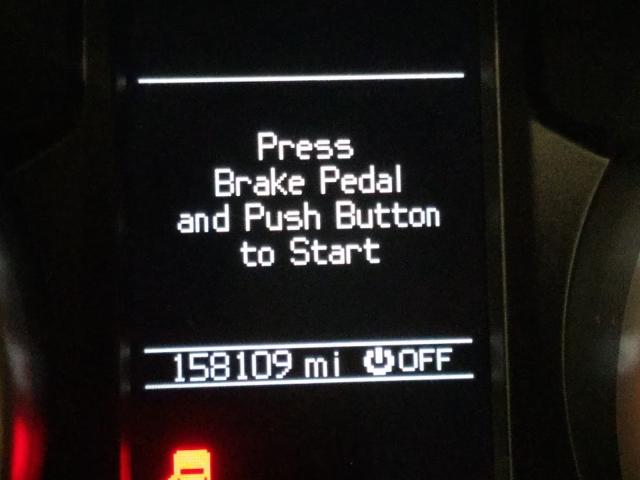 Press
Brake Pedal
and Push Button
to Start
158109 mi OFF